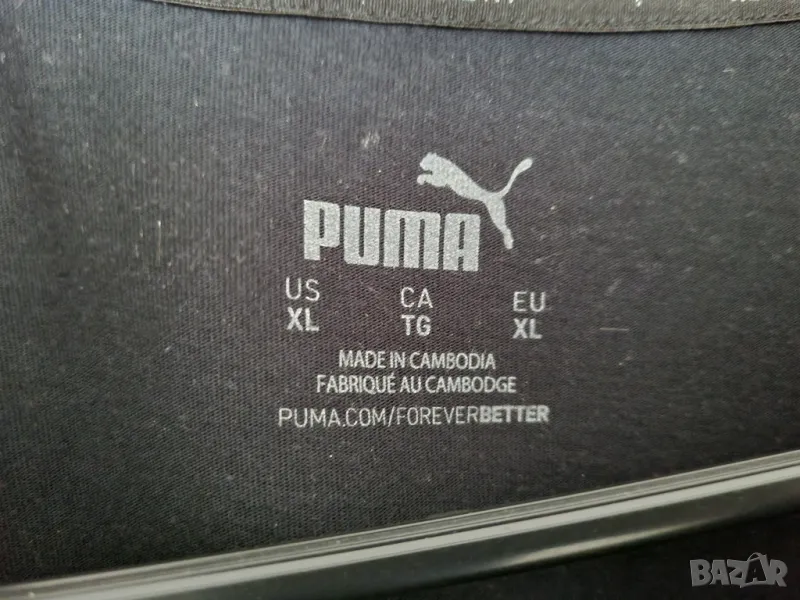 PUMA
US CA EU
XL TG XL
MADE IN CAMBODIA
FABRIQUÉ AU CAMBODGE
PUMA.COM/FOREVERBETTER
BAZAR